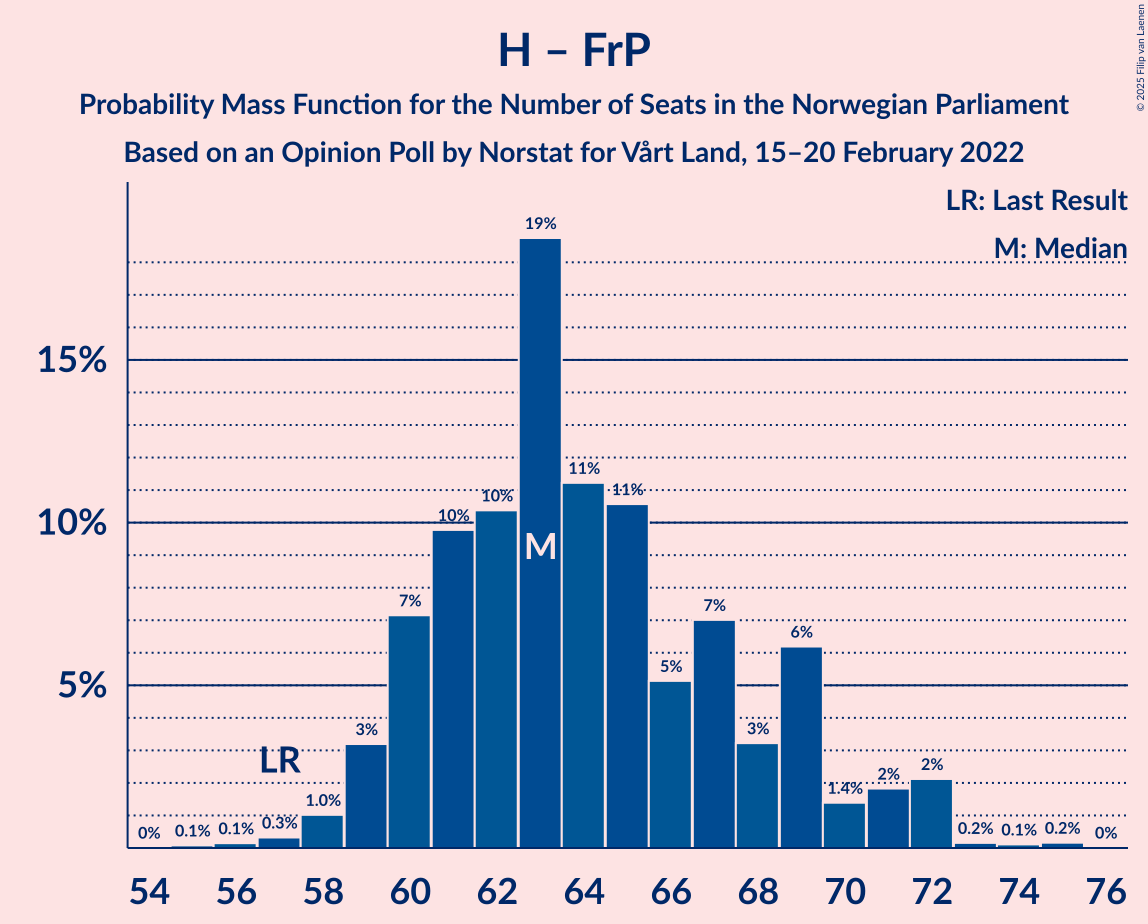 H – FrP
Probability Mass Function for the Number of Seats in the Norwegian Parliament
Based on an Opinion Poll by Norstat for Vårt Land, 15–20 February 2022
© 2025 Filip van Laenen
LR: Last Result
M: Median
15%
10%
5%
0%
0.1%
0.1%
0.3%
LR
1.0%
3%
7%
10%
10%
19%
M
11%
11%
5%
7%
3%
6%
1.4%
2%
2%
0.2%
0.1%
0.2%
0%
54 56 58 60 62 64 66 68 70 72 74 76